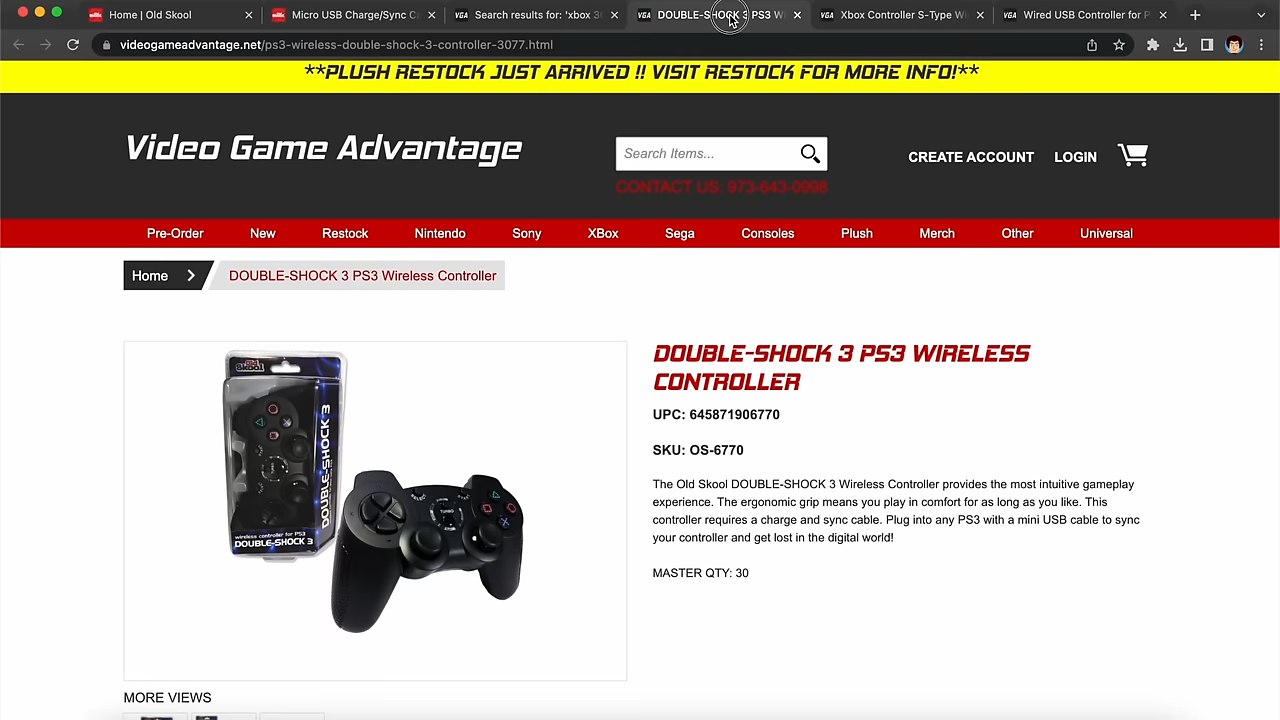 Home | Old Skool
Micro USB Charge/Sync C
Search results for: 'xbox 36
DOUBLE-SHOCK 3 PS3 Wi
Xbox Controller S-Type Wi
Wired USB Controller for P
videogameadvantage.net/ps3-wireless-double-shock-3-controller-3077.html
**PLUSH RESTOCK JUST ARRIVED !! VISIT RESTOCK FOR MORE INFO!**
Video Game Advantage
Search Items...
CREATE ACCOUNT
LOGIN
CONTACT US: 973-643-0998
Pre-Order
New
Restock
Nintendo
Sony
XBox
Sega
Consoles
Plush
Merch
Other
Universal
Home
DOUBLE-SHOCK 3 PS3 Wireless Controller
Old
SKOOL
DOUBLE-SHOCK 3
wireless controller for PS3
DOUBLE-SHOCK 3
TURBO
DOUBLE-SHOCK 3 PS3 WIRELESS
CONTROLLER
UPC: 645871906770
SKU: OS-6770
The Old Skool DOUBLE-SHOCK 3 Wireless Controller provides the most intuitive gameplay
experience. The ergonomic grip means you play in comfort for as long as you like. This
controller requires a charge and sync cable. Plug into any PS3 with a mini USB cable to sync
your controller and get lost in the digital world!
MASTER QTY: 30
MORE VIEWS